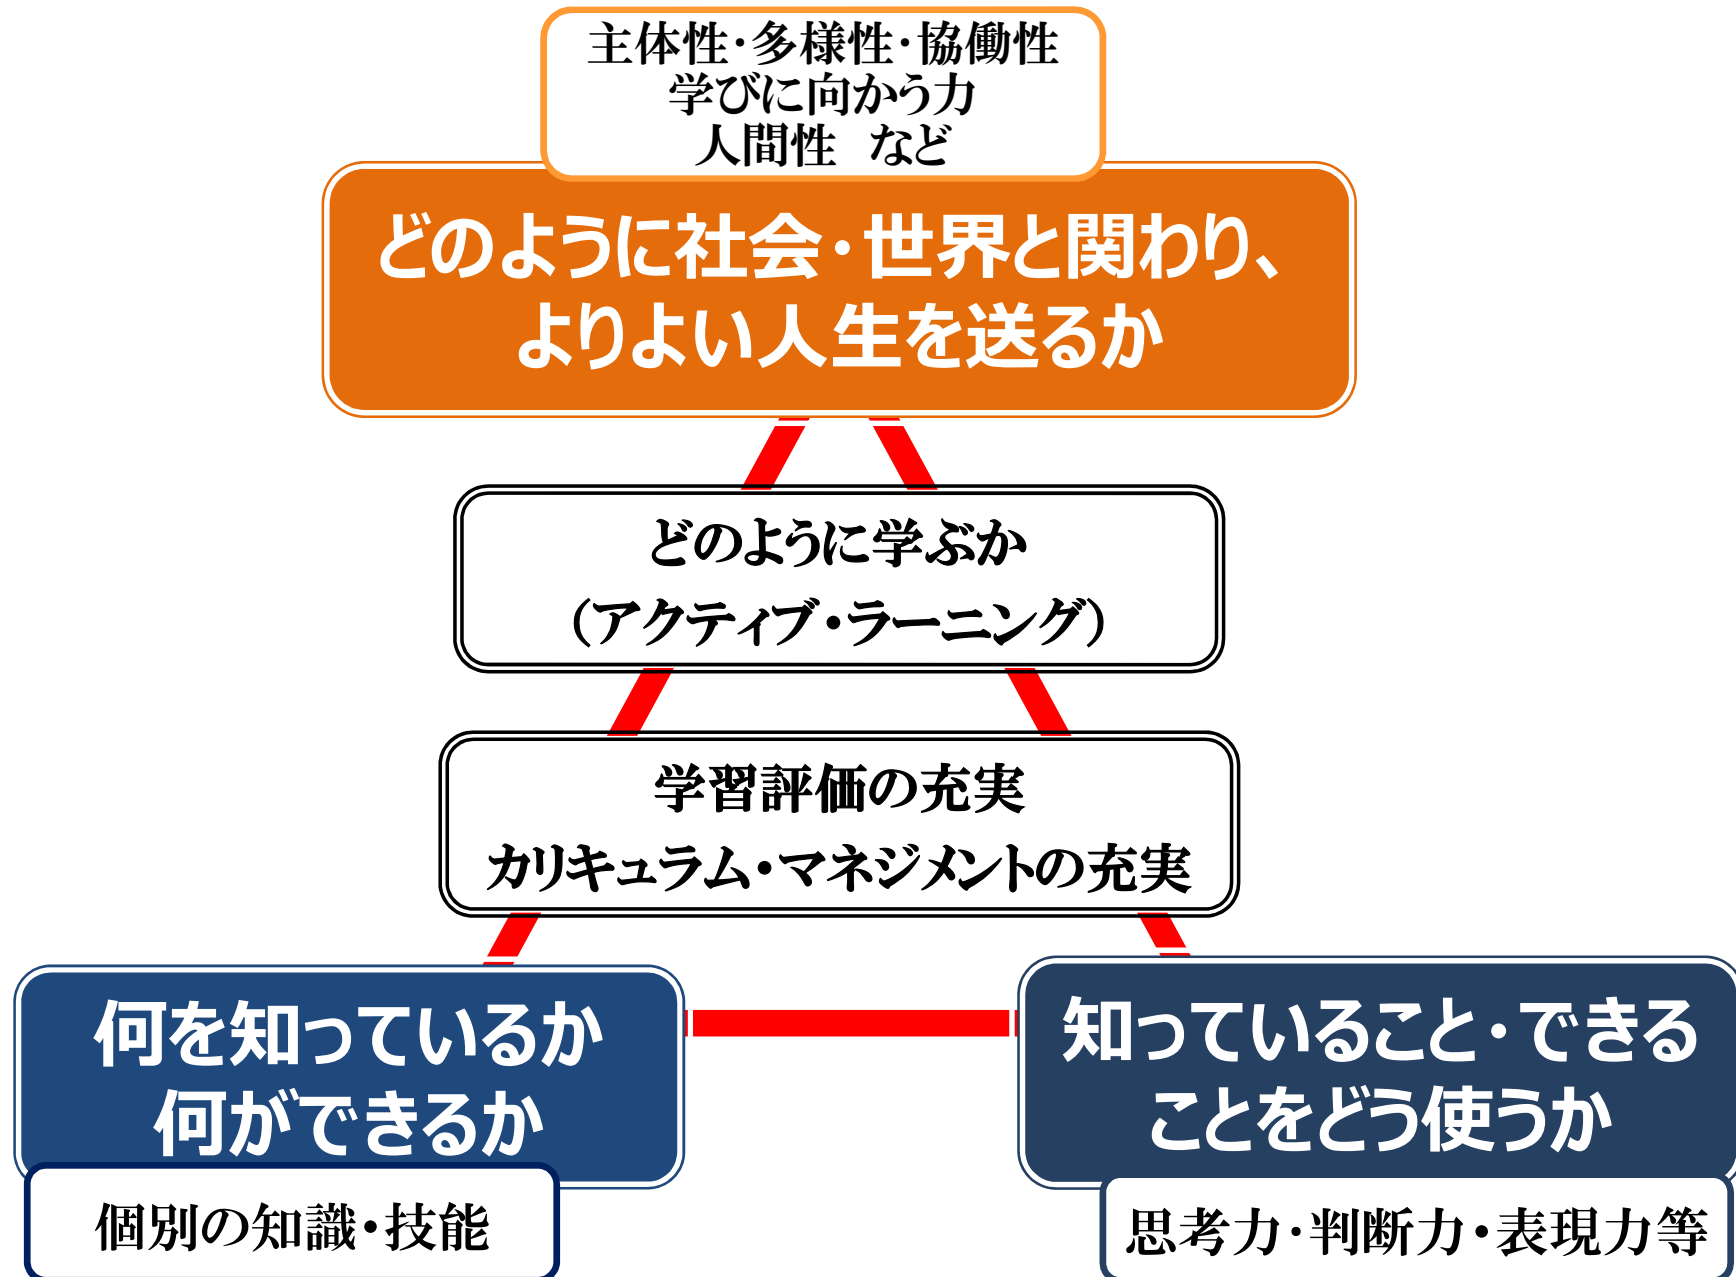 主体性・多様性・協働性
学びに向かう力
人間性　など
どのように社会・世界と関わり、
よりよい人生を送るか
どのように学ぶか
（アクティブ・ラーニング）
学習評価の充実
カリキュラム・マネジメントの充実
何を知っているか
何ができるか
個別の知識・技能
知っていること・できる
ことをどう使うか
思考力・判断力・表現力等